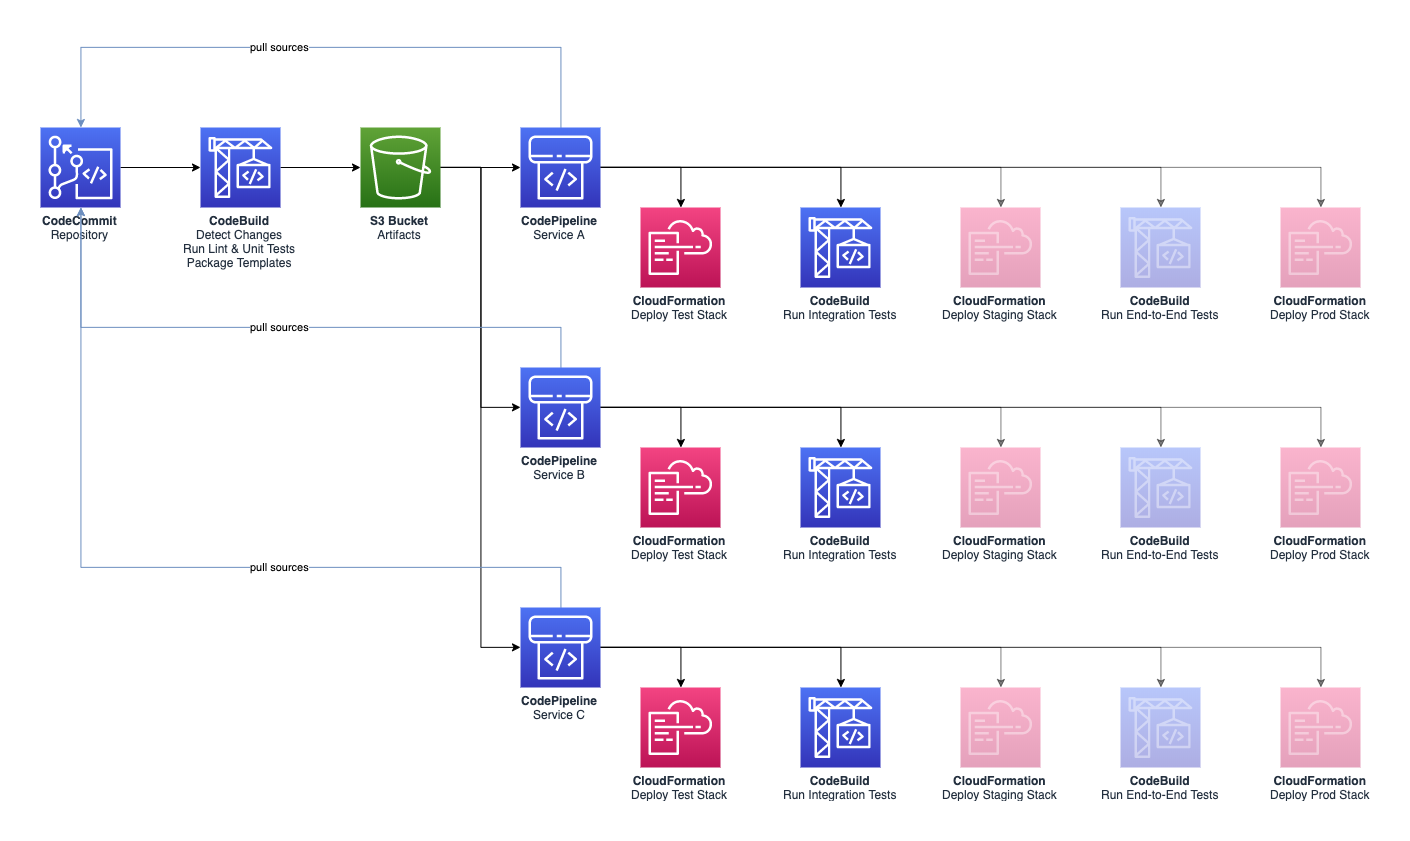 pull sources
CodeCommit
Repository
CodeBuild
Detect Changes
Run Lint & Unit Tests
Package Templates
S3 Bucket
Artifacts
CodePipeline
Service A
CloudFormation
Deploy Test Stack
CodeBuild
Run Integration Tests
CloudFormation
Deploy Staging Stack
CodeBuild
Run End-to-End Tests
CloudFormation
Deploy Prod Stack
pull sources
CodePipeline
Service B
CloudFormation
Deploy Test Stack
CodeBuild
Run Integration Tests
CloudFormation
Deploy Staging Stack
CodeBuild
Run End-to-End Tests
CloudFormation
Deploy Prod Stack
pull sources
CodePipeline
Service C
CloudFormation
Deploy Test Stack
CodeBuild
Run Integration Tests
CloudFormation
Deploy Staging Stack
CodeBuild
Run End-to-End Tests
CloudFormation
Deploy Prod Stack